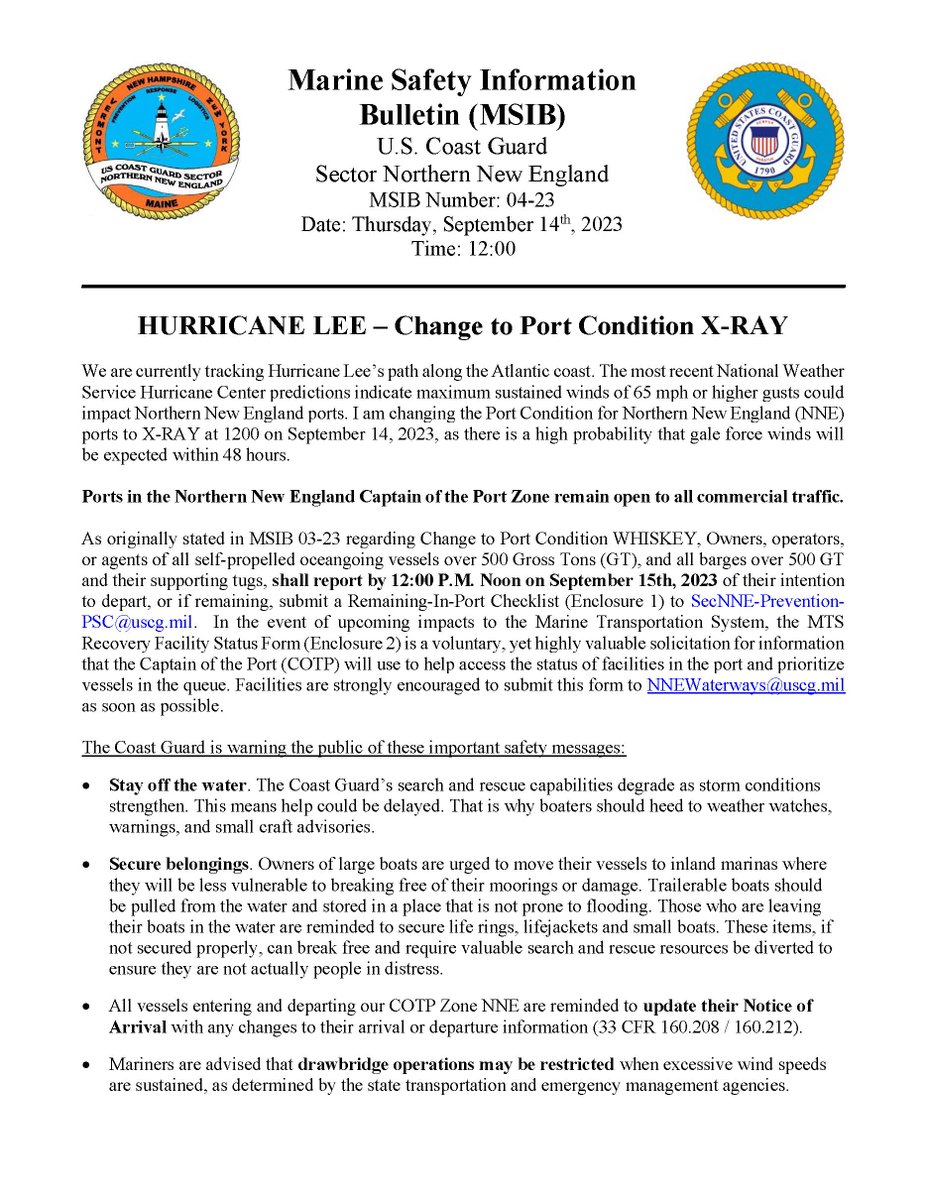 VERMONT NEW HAMPSHIRE NEW YORK
PREVENTION RESPONSE LOGISTICS
US COAST GUARD SECTOR
NORTHERN NEW ENGLAND
MAINE
Marine Safety Information
Bulletin (MSIB)
U.S. Coast Guard
Sector Northern New England
MSIB Number: 04-23
Date: Thursday, September 14th, 2023
Time: 12:00
UNITED STATES COAST GUARD
SEMPER
PARATUS
1790
HURRICANE LEE – Change to Port Condition X-RAY
We are currently tracking Hurricane Lee’s path along the Atlantic coast. The most recent National Weather
Service Hurricane Center predictions indicate maximum sustained winds of 65 mph or higher gusts could
impact Northern New England ports. I am changing the Port Condition for Northern New England (NNE)
ports to X-RAY at 1200 on September 14, 2023, as there is a high probability that gale force winds will
be expected within 48 hours.
Ports in the Northern New England Captain of the Port Zone remain open to all commercial traffic.
As originally stated in MSIB 03-23 regarding Change to Port Condition WHISKEY, Owners, operators,
or agents of all self-propelled oceangoing vessels over 500 Gross Tons (GT), and all barges over 500 GT
and their supporting tugs, shall report by 12:00 P.M. Noon on September 15th, 2023 of their intention
to depart, or if remaining, submit a Remaining-In-Port Checklist (Enclosure 1) to SecNNE-Prevention-
PSC@uscg.mil. In the event of upcoming impacts to the Marine Transportation System, the MTS
Recovery Facility Status Form (Enclosure 2) is a voluntary, yet highly valuable solicitation for
information that the Captain of the Port (COTP) will use to help access the status of facilities in the port and prioritize
vessels in the queue. Facilities are strongly encouraged to submit this form to NNEWaterways@uscg.mil
as soon as possible.
The Coast Guard is warning the public of these important safety messages:
• Stay off the water. The Coast Guard’s search and rescue capabilities degrade as storm conditions
strengthen. This means help could be delayed. That is why boaters should heed to weather watches,
warnings, and small craft advisories.
• Secure belongings. Owners of large boats are urged to move their vessels to inland marinas where
they will be less vulnerable to breaking free of their moorings or damage. Trailerable boats should
be pulled from the water and stored in a place that is not prone to flooding. Those who are leaving
their boats in the water are reminded to secure life rings, lifejackets and small boats. These items, if
not secured properly, can break free and require valuable search and rescue resources be diverted to
ensure they are not actually people in distress.
• All vessels entering and departing our COTP Zone NNE are reminded to update their Notice of
Arrival with any changes to their arrival or departure information (33 CFR 160.208 / 160.212).
• Mariners are advised that drawbridge operations may be restricted when excessive wind speeds
are sustained, as determined by the state transportation and emergency management agencies.